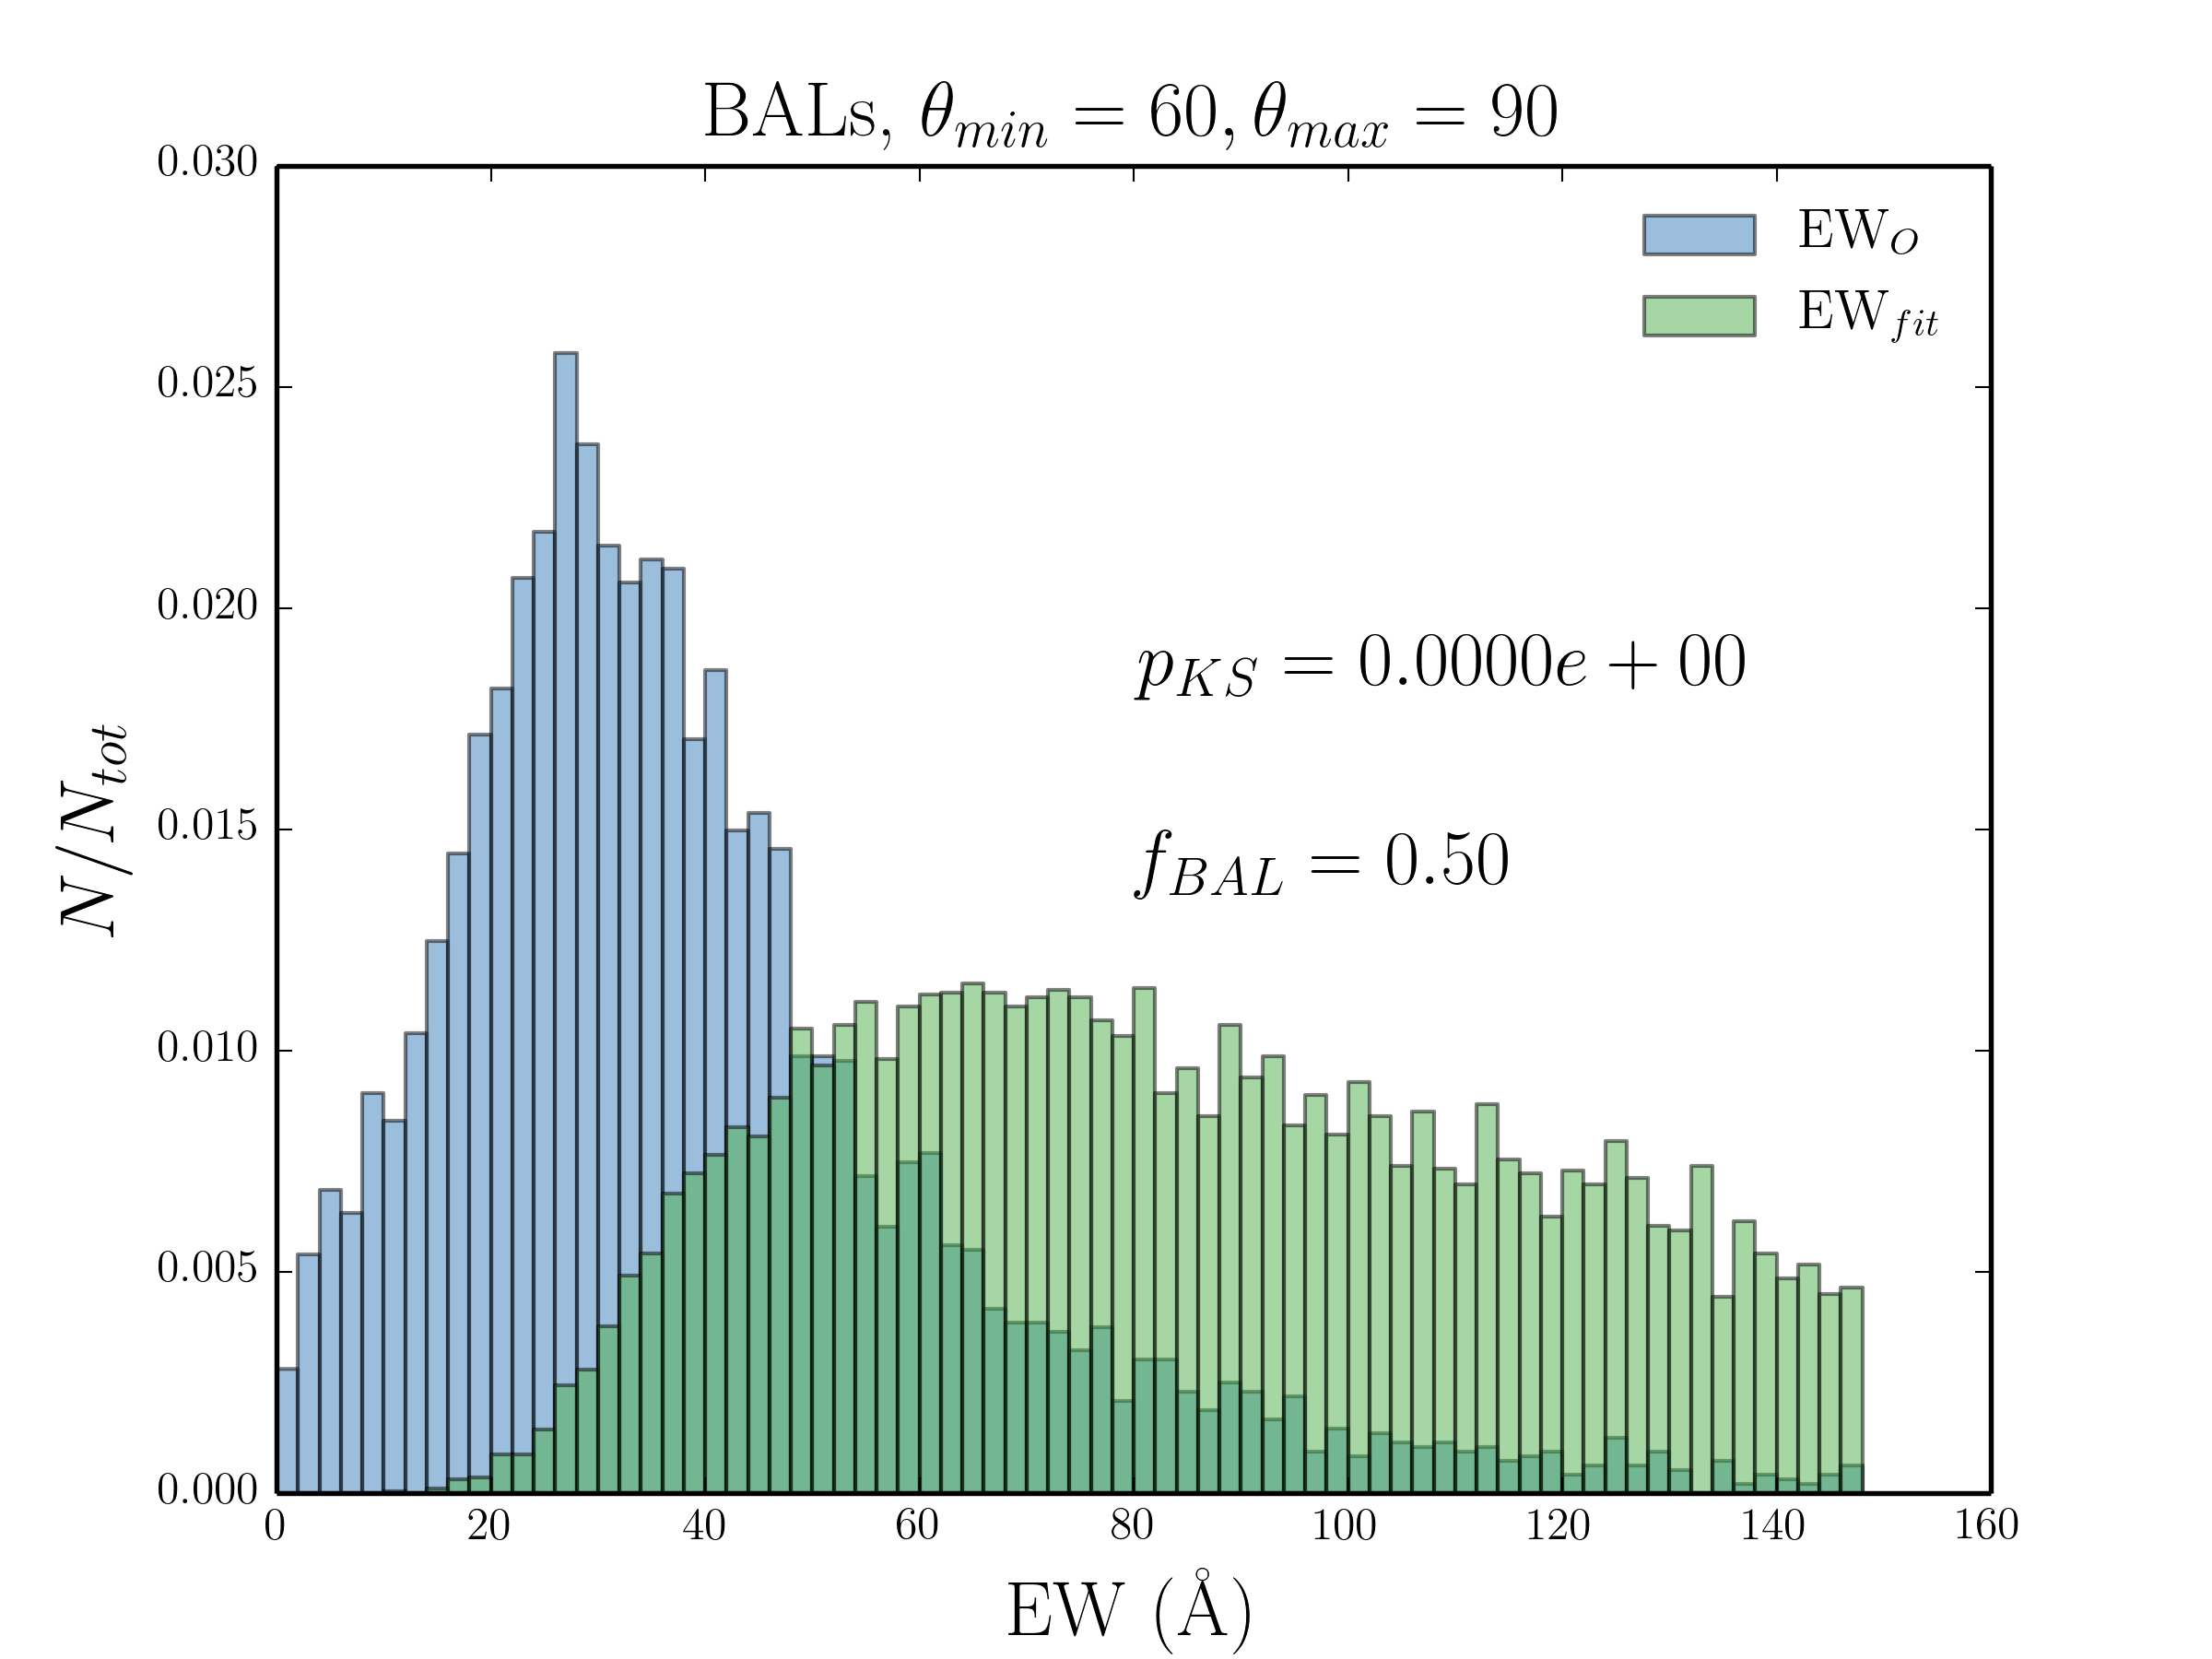 BALs, θ_min = 60, θ_max = 90
EW_O
EW_fit
p_KS = 0.0000e + 00
f_BAL = 0.50
N/N_tot
0.030
0.025
0.020
0.015
0.010
0.005
0.000
0 20 40 60 80 100 120 140 160
EW (Å)